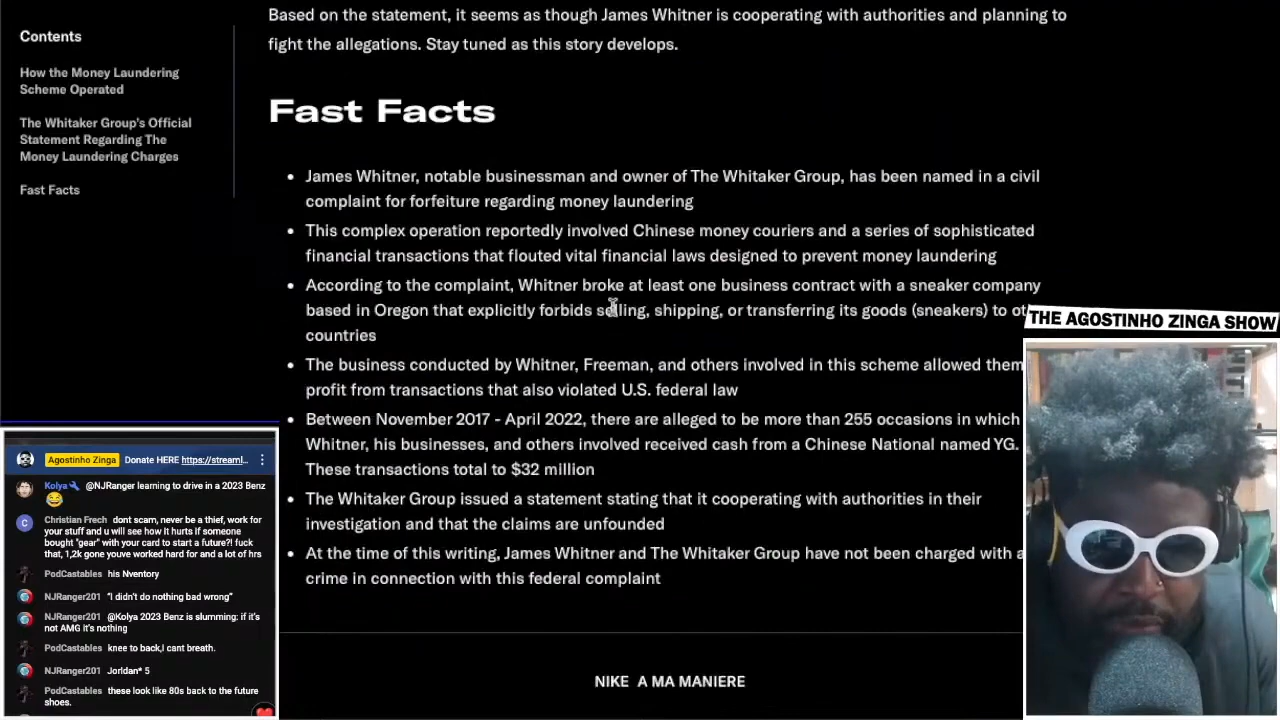 Contents
How the Money Laundering
Scheme Operated
The Whitaker Group's Official
Statement Regarding The
Money Laundering Charges
Fast Facts
Based on the statement, it seems as though James Whitner is cooperating with authorities and planning to
fight the allegations. Stay tuned as this story develops.
Fast Facts
James Whitner, notable businessman and owner of The Whitaker Group, has been named in a civil
complaint for forfeiture regarding money laundering
This complex operation reportedly involved Chinese money couriers and a series of sophisticated
financial transactions that flouted vital financial laws designed to prevent money laundering
According to the complaint, Whitner broke at least one business contract with a sneaker company
based in Oregon that explicitly forbids selling, shipping, or transferring its goods (sneakers) to
countries
The business conducted by Whitner, Freeman, and others involved in this scheme allowed them
profit from transactions that also violated U.S. federal law
Between November 2017 - April 2022, there are alleged to be more than 255 occasions in which
Whitner, his businesses, and others involved received cash from a Chinese National named YG.
These transactions total to $32 million
The Whitaker Group issued a statement stating that it cooperating with authorities in their
investigation and that the claims are unfounded
At the time of this writing, James Whitner and The Whitaker Group have not been charged with a
crime in connection with this federal complaint
NIKE A MA MANIERE
THE AGOSTINHO ZINGA SHOW
Agostinho Zinga Donate HERE https://streaml...
Kolya @NJRanger learning to drive in a 2023 Benz
Christian Frech dont scam, never be a thief, work for
your stuff and u will see how it hurts if someone
bought "gear" with your card to start a future?! fuck
that, 1,2k gone youve worked hard for and a lot of hrs
PodCastables his Nventory
NJRanger201 "I didn't do nothing bad wrong"
NJRanger201 @Kolya 2023 Benz is slumming: if it's
not AMG it's nothing
PodCastables knee to back,i cant breath.
NJRanger201 Jorldan* 5
PodCastables these look like 80s back to the future
shoes.